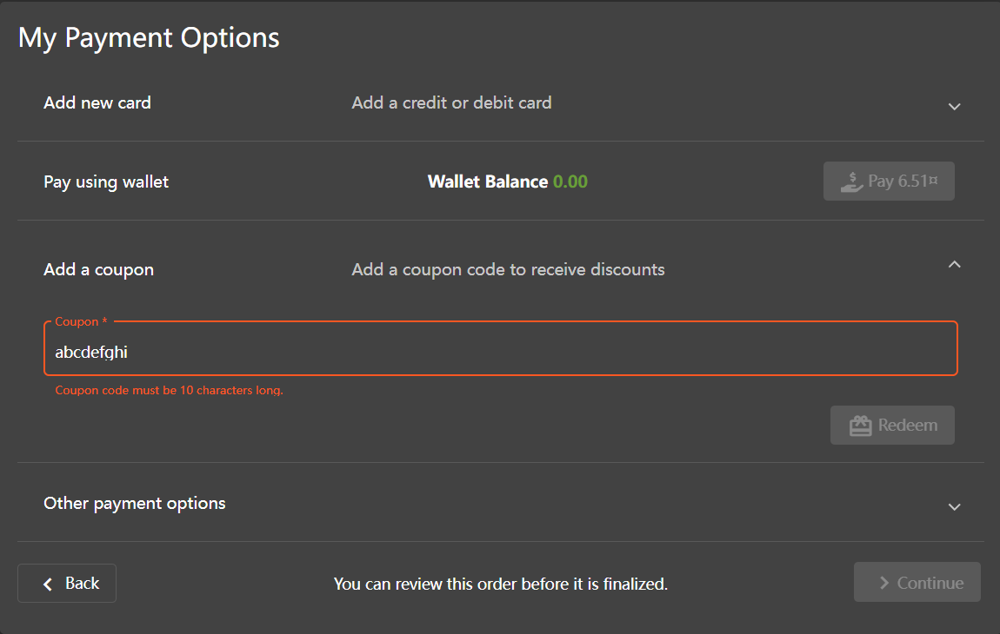 My Payment Options
Add new card Add a credit or debit card
Pay using wallet Wallet Balance 0.00 Pay 6.51¤
Add a coupon Add a coupon code to receive discounts
Coupon *
abcdefghi
Coupon code must be 10 characters long.
Redeem
Other payment options
Back You can review this order before it is finalized. Continue